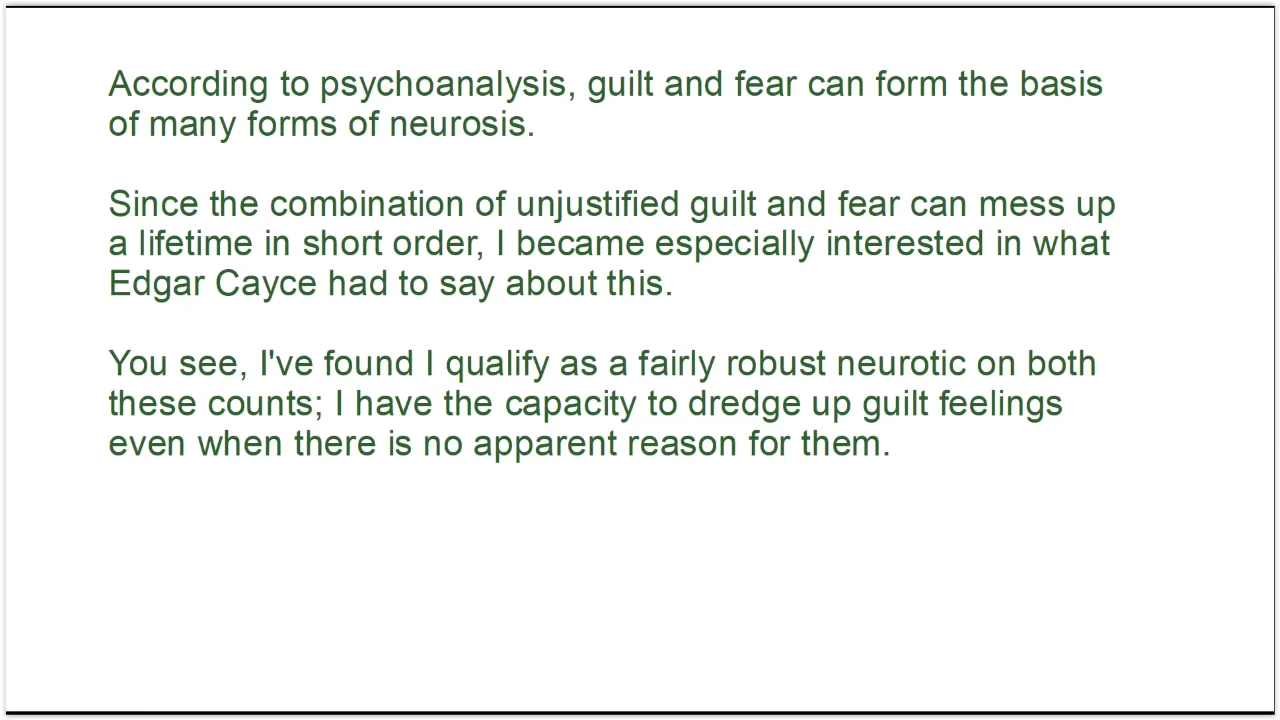 According to psychoanalysis, guilt and fear can form the basis
of many forms of neurosis.
Since the combination of unjustified guilt and fear can mess up
a lifetime in short order, I became especially interested in what
Edgar Cayce had to say about this.
You see, I've found I qualify as a fairly robust neurotic on both
these counts; I have the capacity to dredge up guilt feelings
even when there is no apparent reason for them.